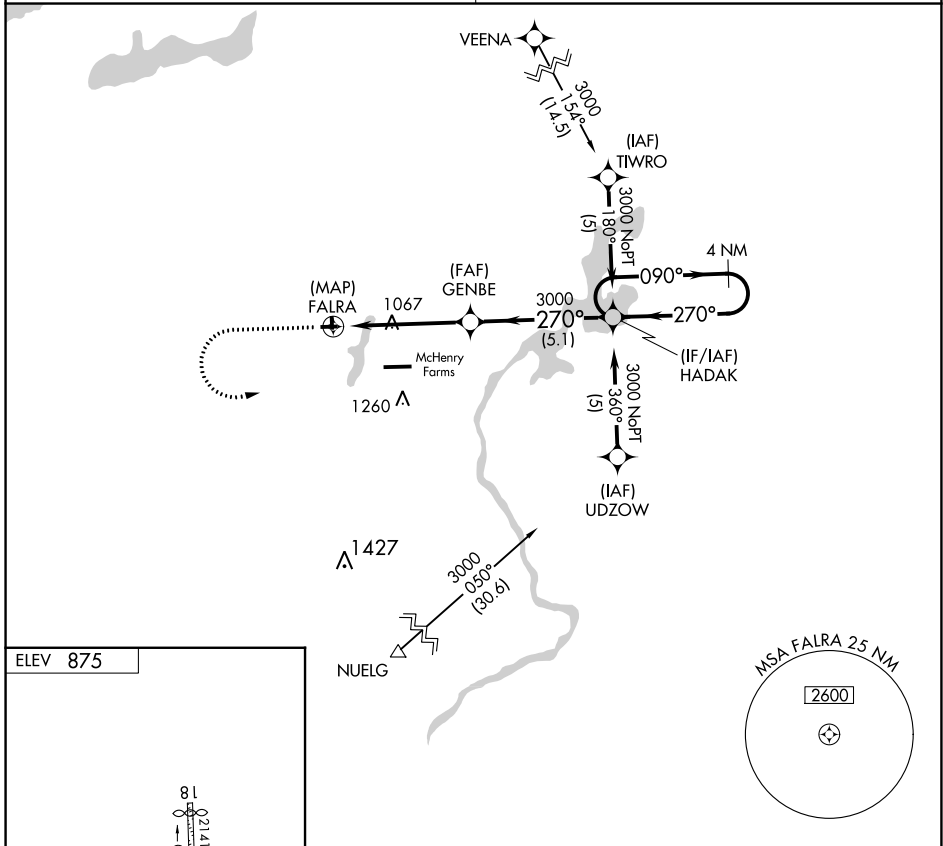 VEENA
3000
154°
(14.5)
(IAF)
TIWRO
3000 NoPT
180°
(5)
4 NM
090°
270°
(MAP)
FALRA
1067
(FAF)
GENBE
3000
270°
(5.1)
(IF/IAF)
HADAK
McHenry
Farms
1260
3000 NoPT
360°
(5)
(IAF)
UDZOW
1427
3000
050°
(30.6)
NUELG
ELEV 875
MSA FALRA 25 NM
2600
18
2141